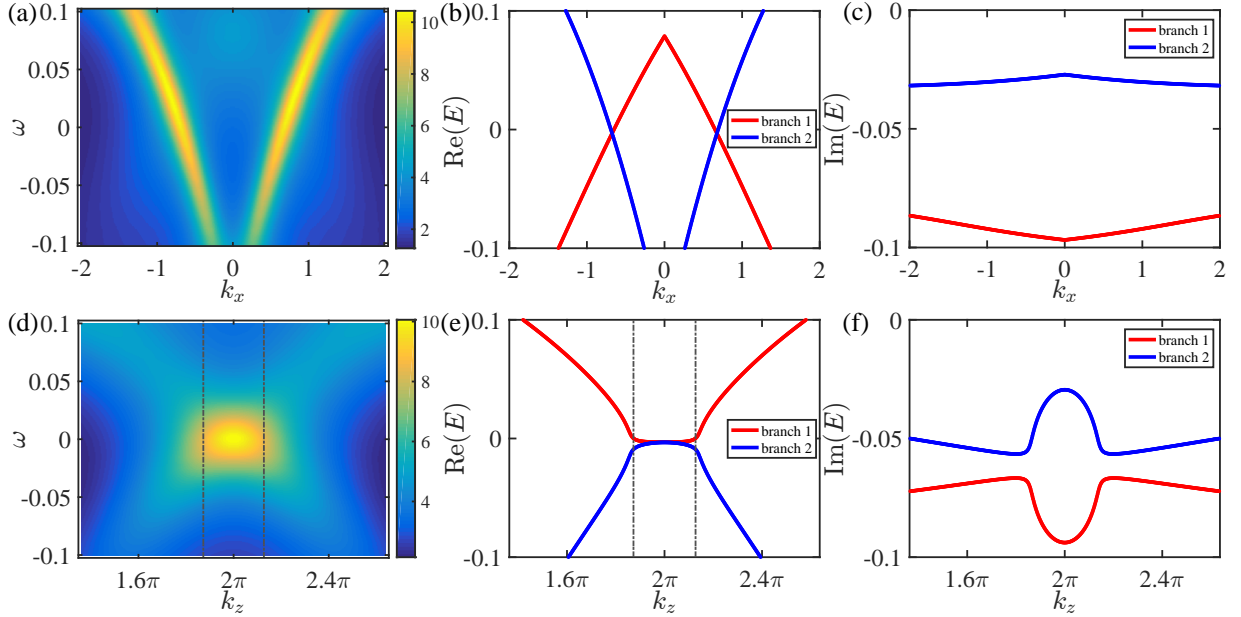 (a)
0.1
0.05
0
-0.05
-0.1
ω
-2
-1
0
1
2
k_x
10
8
6
4
2
(b)
0.1
0
-0.1
Re(E)
-2
-1
0
1
2
k_x
branch 1
branch 2
(c)
0
-0.05
-0.1
Im(E)
-2
-1
0
1
2
k_x
branch 1
branch 2
(d)
0.1
0.05
0
-0.05
-0.1
ω
1.6π
2π
2.4π
k_z
10
8
6
4
(e)
0.1
0
-0.1
Re(E)
1.6π
2π
2.4π
k_z
branch 1
branch 2
(f)
0
-0.05
-0.1
Im(E)
1.6π
2π
2.4π
k_z
branch 1
branch 2